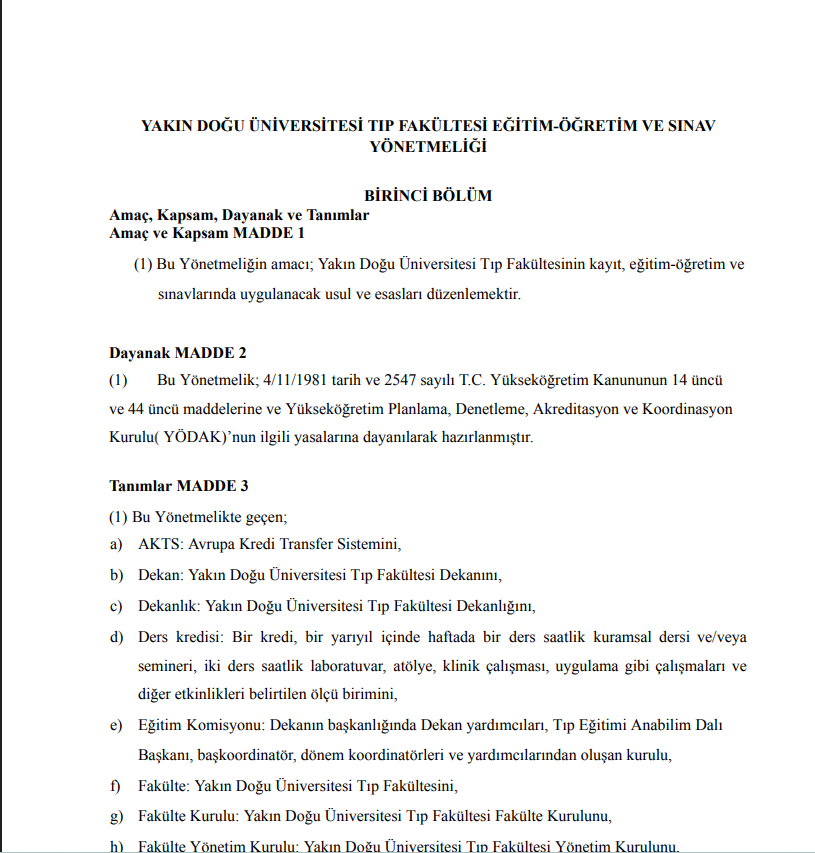 YAKIN DOĞU ÜNİVERSİTESİ TIP FAKÜLTESİ EĞİTİM-ÖĞRETİM VE SINAV
YÖNETMELİĞİ
BİRİNCİ BÖLÜM
Amaç, Kapsam, Dayanak ve Tanımlar
Amaç ve Kapsam MADDE 1
(1) Bu Yönetmeliğin amacı; Yakın Doğu Üniversitesi Tıp Fakültesinin kayıt, eğitim-öğretim ve
sınavlarında uygulanacak usul ve esasları düzenlemektir.
Dayanak MADDE 2
(1) Bu Yönetmelik; 4/11/1981 tarih ve 2547 sayılı T.C. Yükseköğretim Kanununun 14 üncü
ve 44 üncü maddelerine ve Yükseköğretim Planlama, Denetleme, Akreditasyon ve Koordinasyon
Kurulu( YÖDAK)’nun ilgili yasalarına dayanılarak hazırlanmıştır.
Tanımlar MADDE 3
(1) Bu Yönetmelikte geçen;
a) AKTS: Avrupa Kredi Transfer Sistemini,
b) Dekan: Yakın Doğu Üniversitesi Tıp Fakültesi Dekanını,
c) Dekanlık: Yakın Doğu Üniversitesi Tıp Fakültesi Dekanlığını,
d) Ders kredisi: Bir kredi, bir yarıyıl içinde haftada bir ders saatlik kuramsal dersi ve/veya
semineri, iki ders saatlik laboratuvar, atölye, klinik çalışması, uygulama gibi çalışmaları ve
diğer etkinlikleri belirtilen ölçü birimini,
e) Eğitim Komisyonu: Dekanın başkanlığında Dekan yardımcıları, Tıp Eğitimi Anabilim Dalı
Başkanı, başkoordinatör, dönem koordinatörleri ve yardımcılarından oluşan kurulu,
f) Fakülte: Yakın Doğu Üniversitesi Tıp Fakültesini,
g) Fakülte Kurulu: Yakın Doğu Üniversitesi Tıp Fakültesi Fakülte Kurulunu,
h) Fakülte Yönetim Kurulu: Yakın Doğu Üniversitesi Tıp Fakültesi Yönetim Kurulunu,